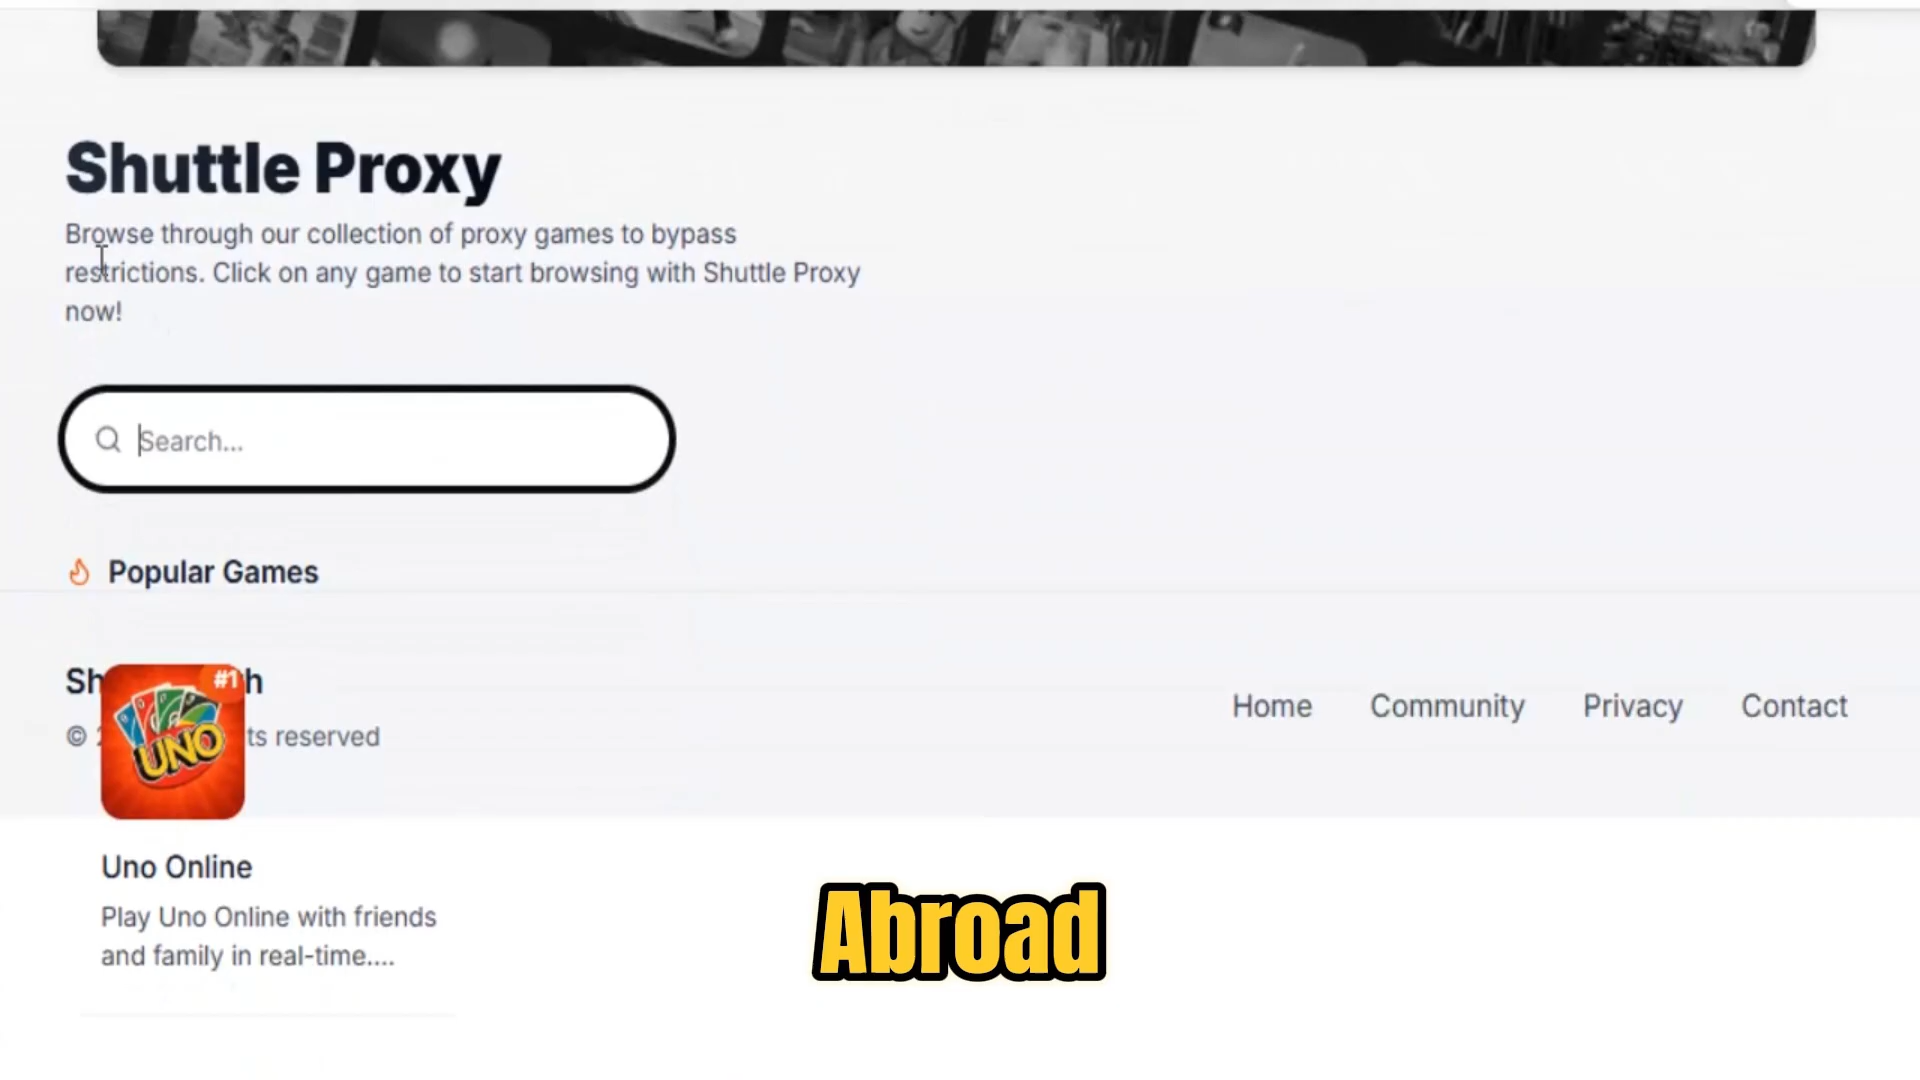 Shuttle Proxy
Browse through our collection of proxy games to bypass
restrictions. Click on any game to start browsing with Shuttle Proxy
now!
Search...
Popular Games
Sh
#1
h
UNO
Home
Community
Privacy
Contact
©
ts reserved
Uno Online
Play Uno Online with friends
and family in real-time....
Abroad